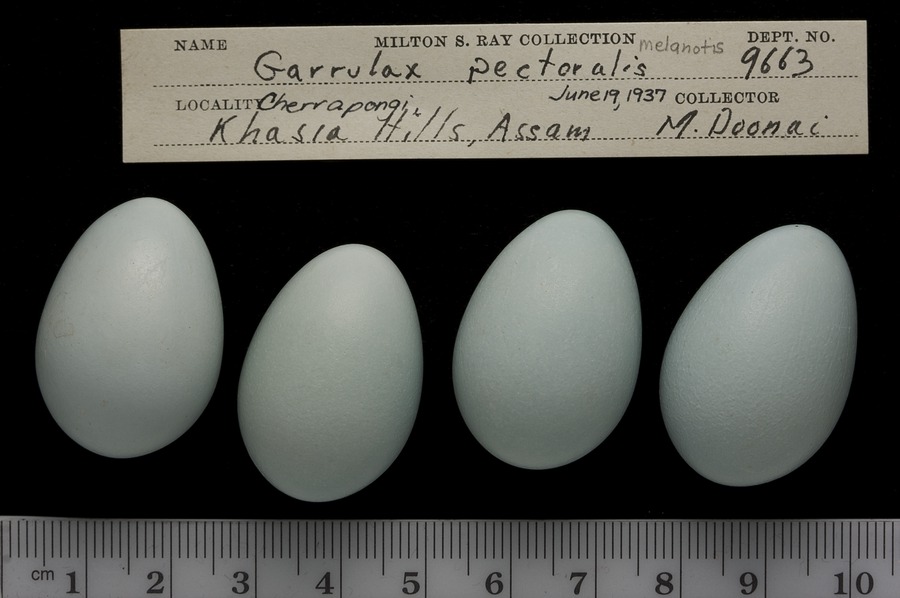 NAME MILTON S. RAY COLLECTION melanotis DEPT. NO.
Garrulax pectoralis 9663
LOCALITY Cherrapongi, June 19, 1937 COLLECTOR
Khasia Hills, Assam M. Doonai
cm 1 2 3 4 5 6 7 8 9 10